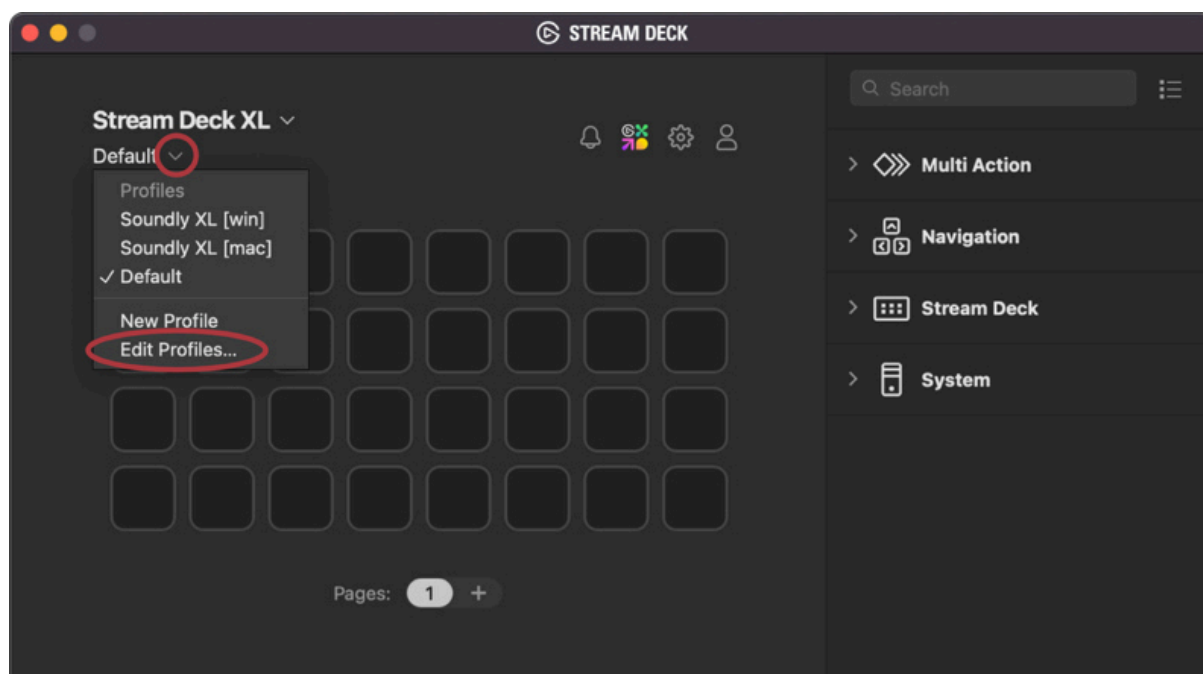 STREAM DECK
Stream Deck XL
Default
Profiles
Soundly XL [win]
Soundly XL [mac]
Default
New Profile
Edit Profiles...
Pages:
1
+
Search
Multi Action
Navigation
Stream Deck
System